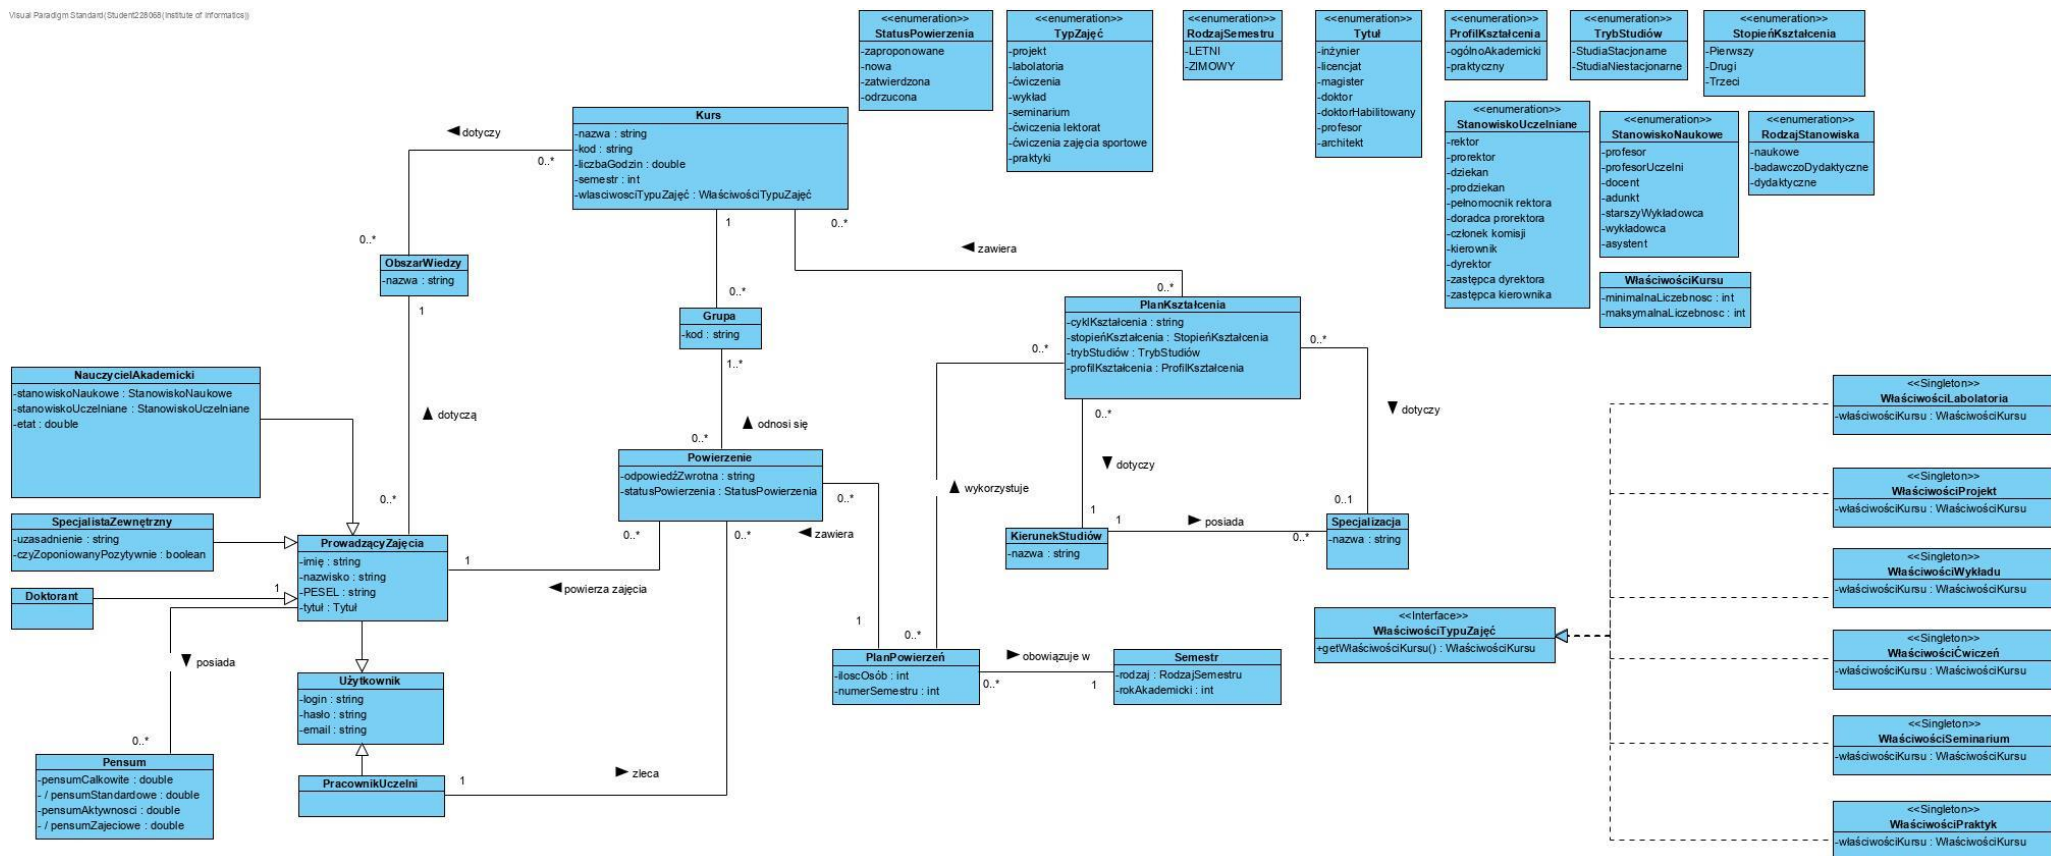 Visual Paradigm Standard(Student228068(Institute of Informatics))
<<enumeration>>
StatusPowierzenia
-zaproponowane
-nowa
-zatwierdzona
-odrzucona
<<enumeration>>
TypZajęć
-projekt
-labolatoria
-ćwiczenia
-wykład
-seminarium
-ćwiczenia lektorat
-ćwiczenia zajęcia sportowe
-praktyki
<<enumeration>>
RodzajSemestru
-LETNI
-ZIMOWY
<<enumeration>>
Tytuł
-inżynier
-licencjat
-magister
-doktor
-doktorHabilitowany
-profesor
-architekt
<<enumeration>>
ProfilKształcenia
-ogólnoAkademicki
-praktyczny
<<enumeration>>
TrybStudiów
-StudiaStacjoname
-StudiaNiestacjonarne
<<enumeration>>
StopieńKształcenia
-Pierwszy
-Drugi
-Trzeci
<<enumeration>>
StanowiskoUczelniane
-rektor
-prorektor
-dziekan
-prodziekan
-pełnomocnik rektora
-doradca prorektora
-członek komisji
-kierownik
-dyrektor
-zastępca dyrektora
-zastępca kierownika
<<enumeration>>
StanowiskoNaukowe
-profesor
-profesorUczelni
-docent
-adunkt
-starszyWykładowca
-wykładowca
-asystent
<<enumeration>>
RodzajStanowiska
-naukowe
-badawczoDydaktyczne
-dydaktyczne
WłaściwościKursu
-minimalnaLiczebnosc : int
-maksymalnaLiczebnosc : int
Kurs
-nazwa : string
-kod : string
-liczbaGodzin : double
-semestr : int
-wlasciwosciTypuZajęć : WłaściwościTypuZajęć
dotyczy
0..*
0..*
1
0..*
0..*
zawiera
0..*
ObszarWiedzy
-nazwa : string
1
Grupa
-kod : string
1..*
PlanKształcenia
-cyklKształcenia : string
-stopieńKształcenia : StopieńKształcenia
-trybStudiów : TrybStudiów
-profilKształcenia : ProfilKształcenia
0..*
0..*
0..*
dotyczy
NauczycielAkademicki
-stanowiskoNaukowe : StanowiskoNaukowe
-stanowiskoUczelniane : StanowiskoUczelniane
-etat : double
dotyczą
0..*
odnosi się
0..*
Powierzenie
-odpowiedźZwrotna : string
-statusPowierzenia : StatusPowierzenia
0..*
0..*
0..*
zawiera
wykorzystuje
dotyczy
1
0..1
SpecjalistaZewnętrzny
-uzasadnienie : string
-czyZoponiowanyPozytywnie : boolean
ProwadzącyZajęcia
-imię : string
-nazwisko : string
-PESEL : string
-tytuł : Tytuł
1
powierza zajęcia
KierunekStudiów
-nazwa : string
1
posiada
0..*
Specjalizacja
-nazwa : string
Doktorant
1
posiada
0..*
Użytkownik
-login : string
-hasło : string
-email : string
1
0..*
PlanPowierzeń
-iloscOsób : int
-numerSemestru : int
obowiązuje w
0..*
1
Semestr
-rodzaj : RodzajSemestru
-rokAkademicki : int
Pensum
-pensumCalkowite : double
- / pensumStandardowe : double
-pensumAktywnosci : double
- / pensumZajeciowe : double
PracownikUczelni
1
zleca
<<Interface>>
WłaściwościTypuZajęć
+getWłaściwościKursu() : WłaściwościKursu
<<Singleton>>
WłaściwościLabolatoria
-właściwościKursu : WłaściwościKursu
<<Singleton>>
WłaściwościProjekt
-właściwościKursu : WłaściwościKursu
<<Singleton>>
WłaściwościWykładu
-właściwościKursu : WłaściwościKursu
<<Singleton>>
WłaściwościĆwiczeń
-właściwościKursu : WłaściwościKursu
<<Singleton>>
WłaściwościSeminarium
-właściwościKursu : WłaściwościKursu
<<Singleton>>
WłaściwościPraktyk
-właściwościKursu : WłaściwościKursu